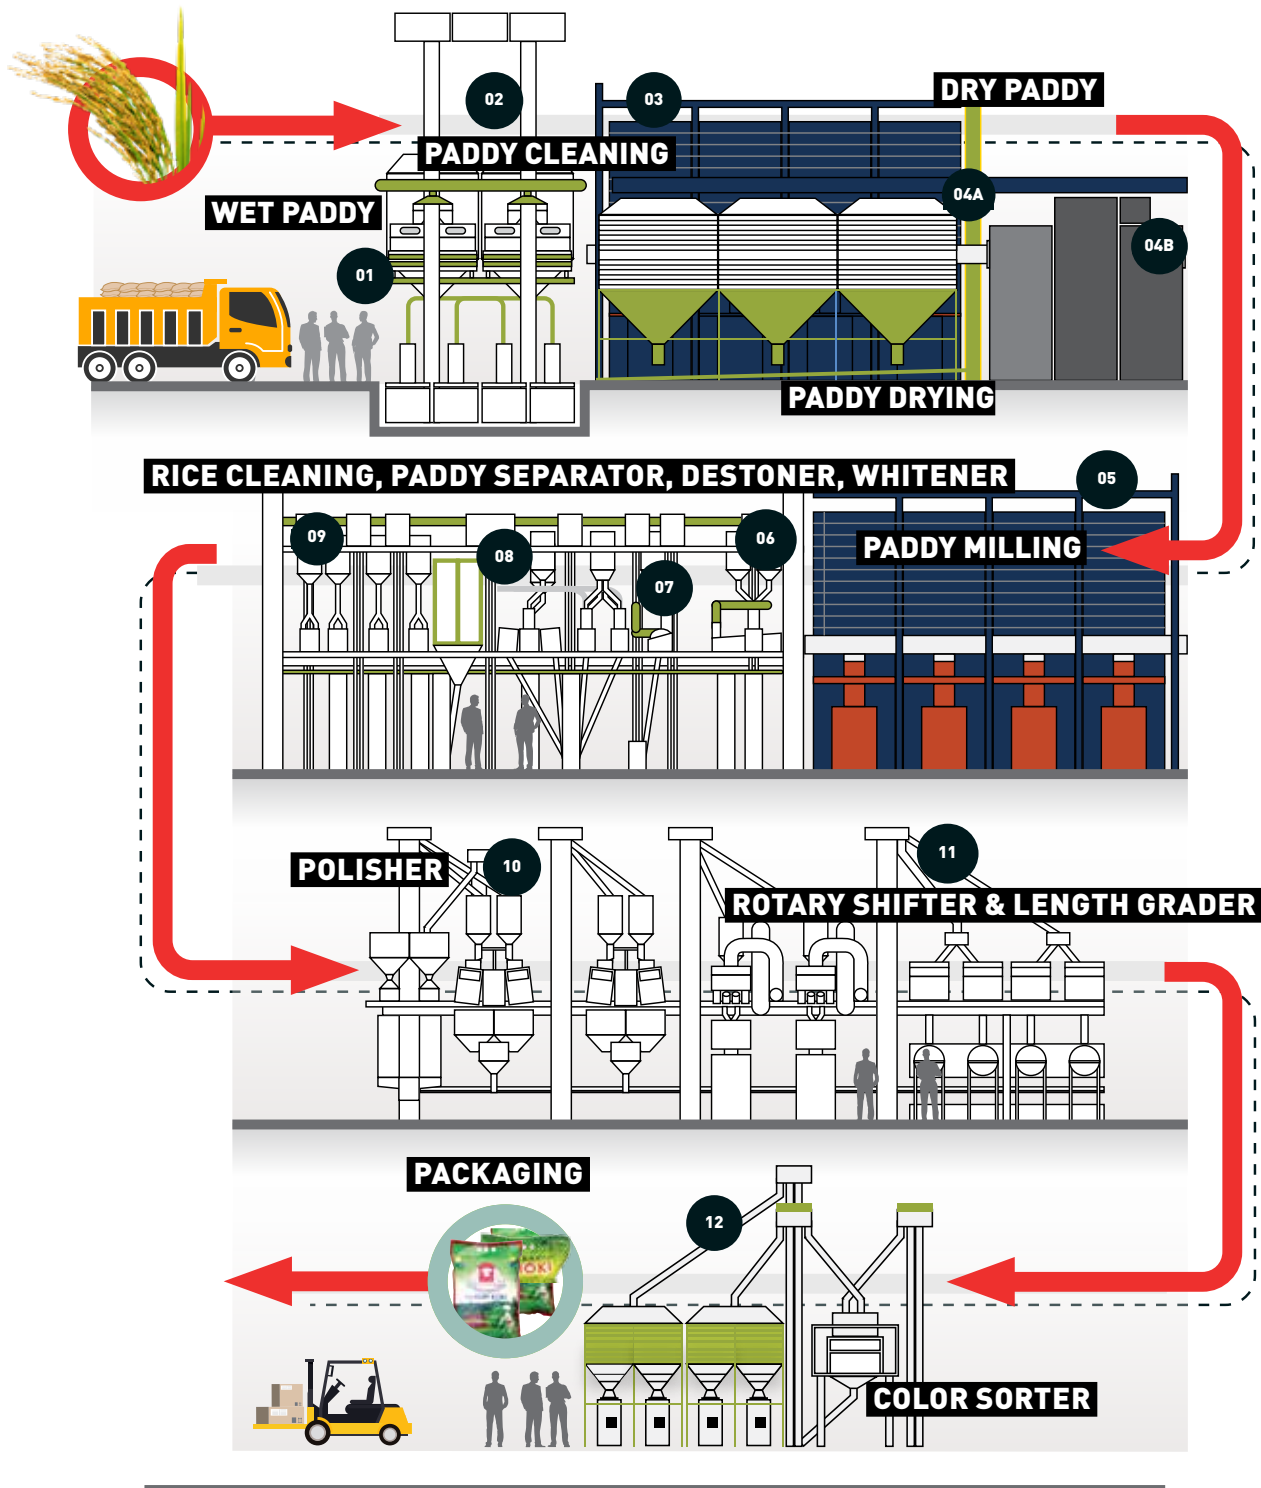 02
03
DRY PADDY
PADDY CLEANING
04A
WET PADDY
04B
01
PADDY DRYING
RICE CLEANING, PADDY SEPARATOR, DESTONER, WHITENER
05
09
08
06
PADDY MILLING
07
POLISHER
10
11
ROTARY SHIFTER & LENGTH GRADER
PACKAGING
12
COLOR SORTER